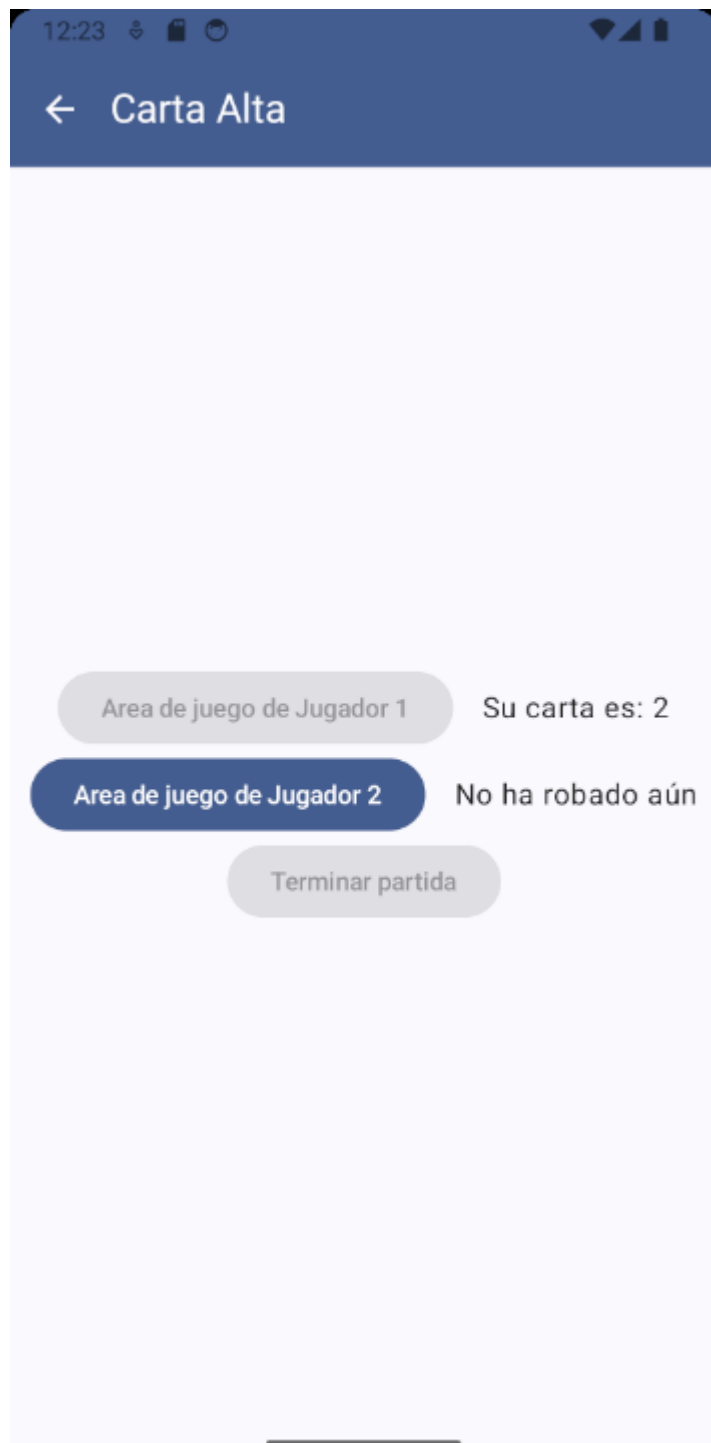 12:23
Carta Alta
Area de juego de Jugador 1 Su carta es: 2
Area de juego de Jugador 2 No ha robado aún
Terminar partida